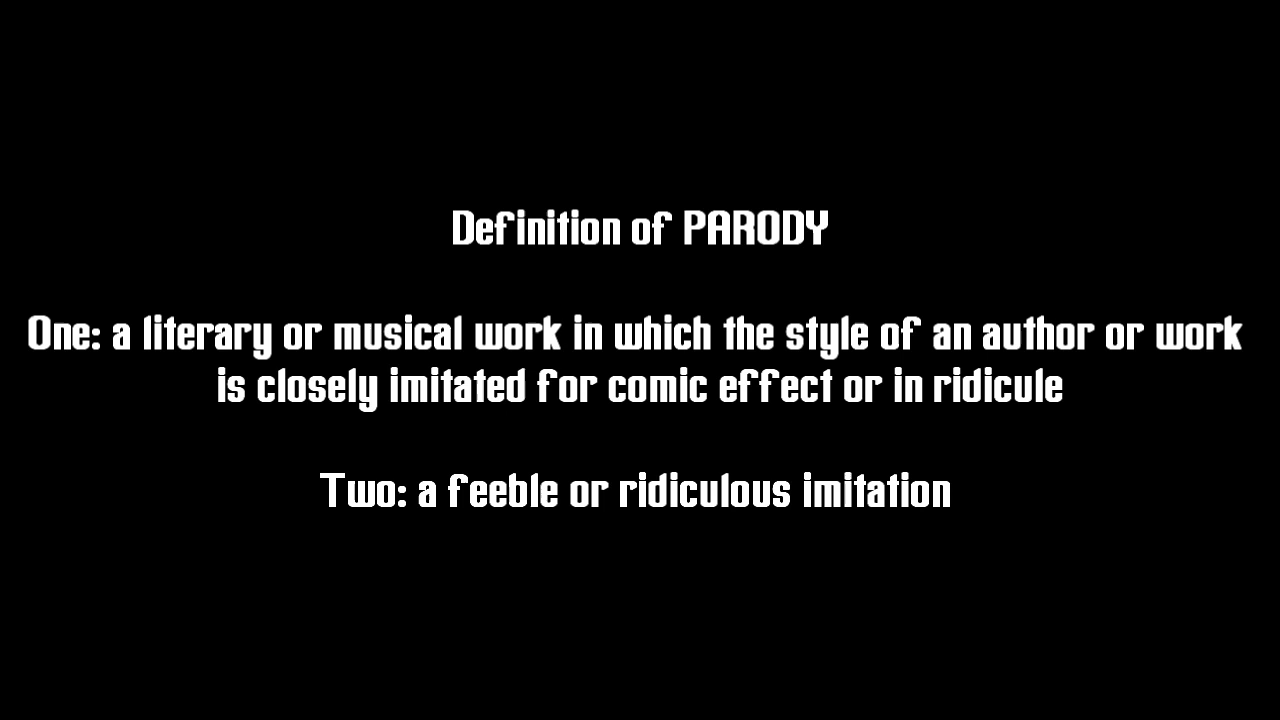 Definition of PARODY
One: a literary or musical work in which the style of an author or work
is closely imitated for comic effect or in ridicule
Two: a feeble or ridiculous imitation